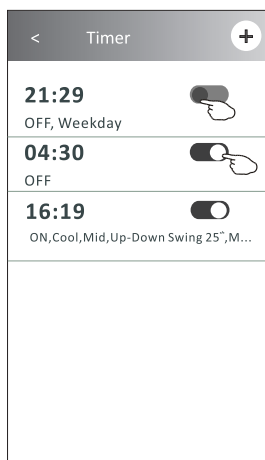 < Timer +
21:29
OFF, Weekday
04:30
OFF
16:19
ON,Cool,Mid,Up-Down Swing 25°,M...